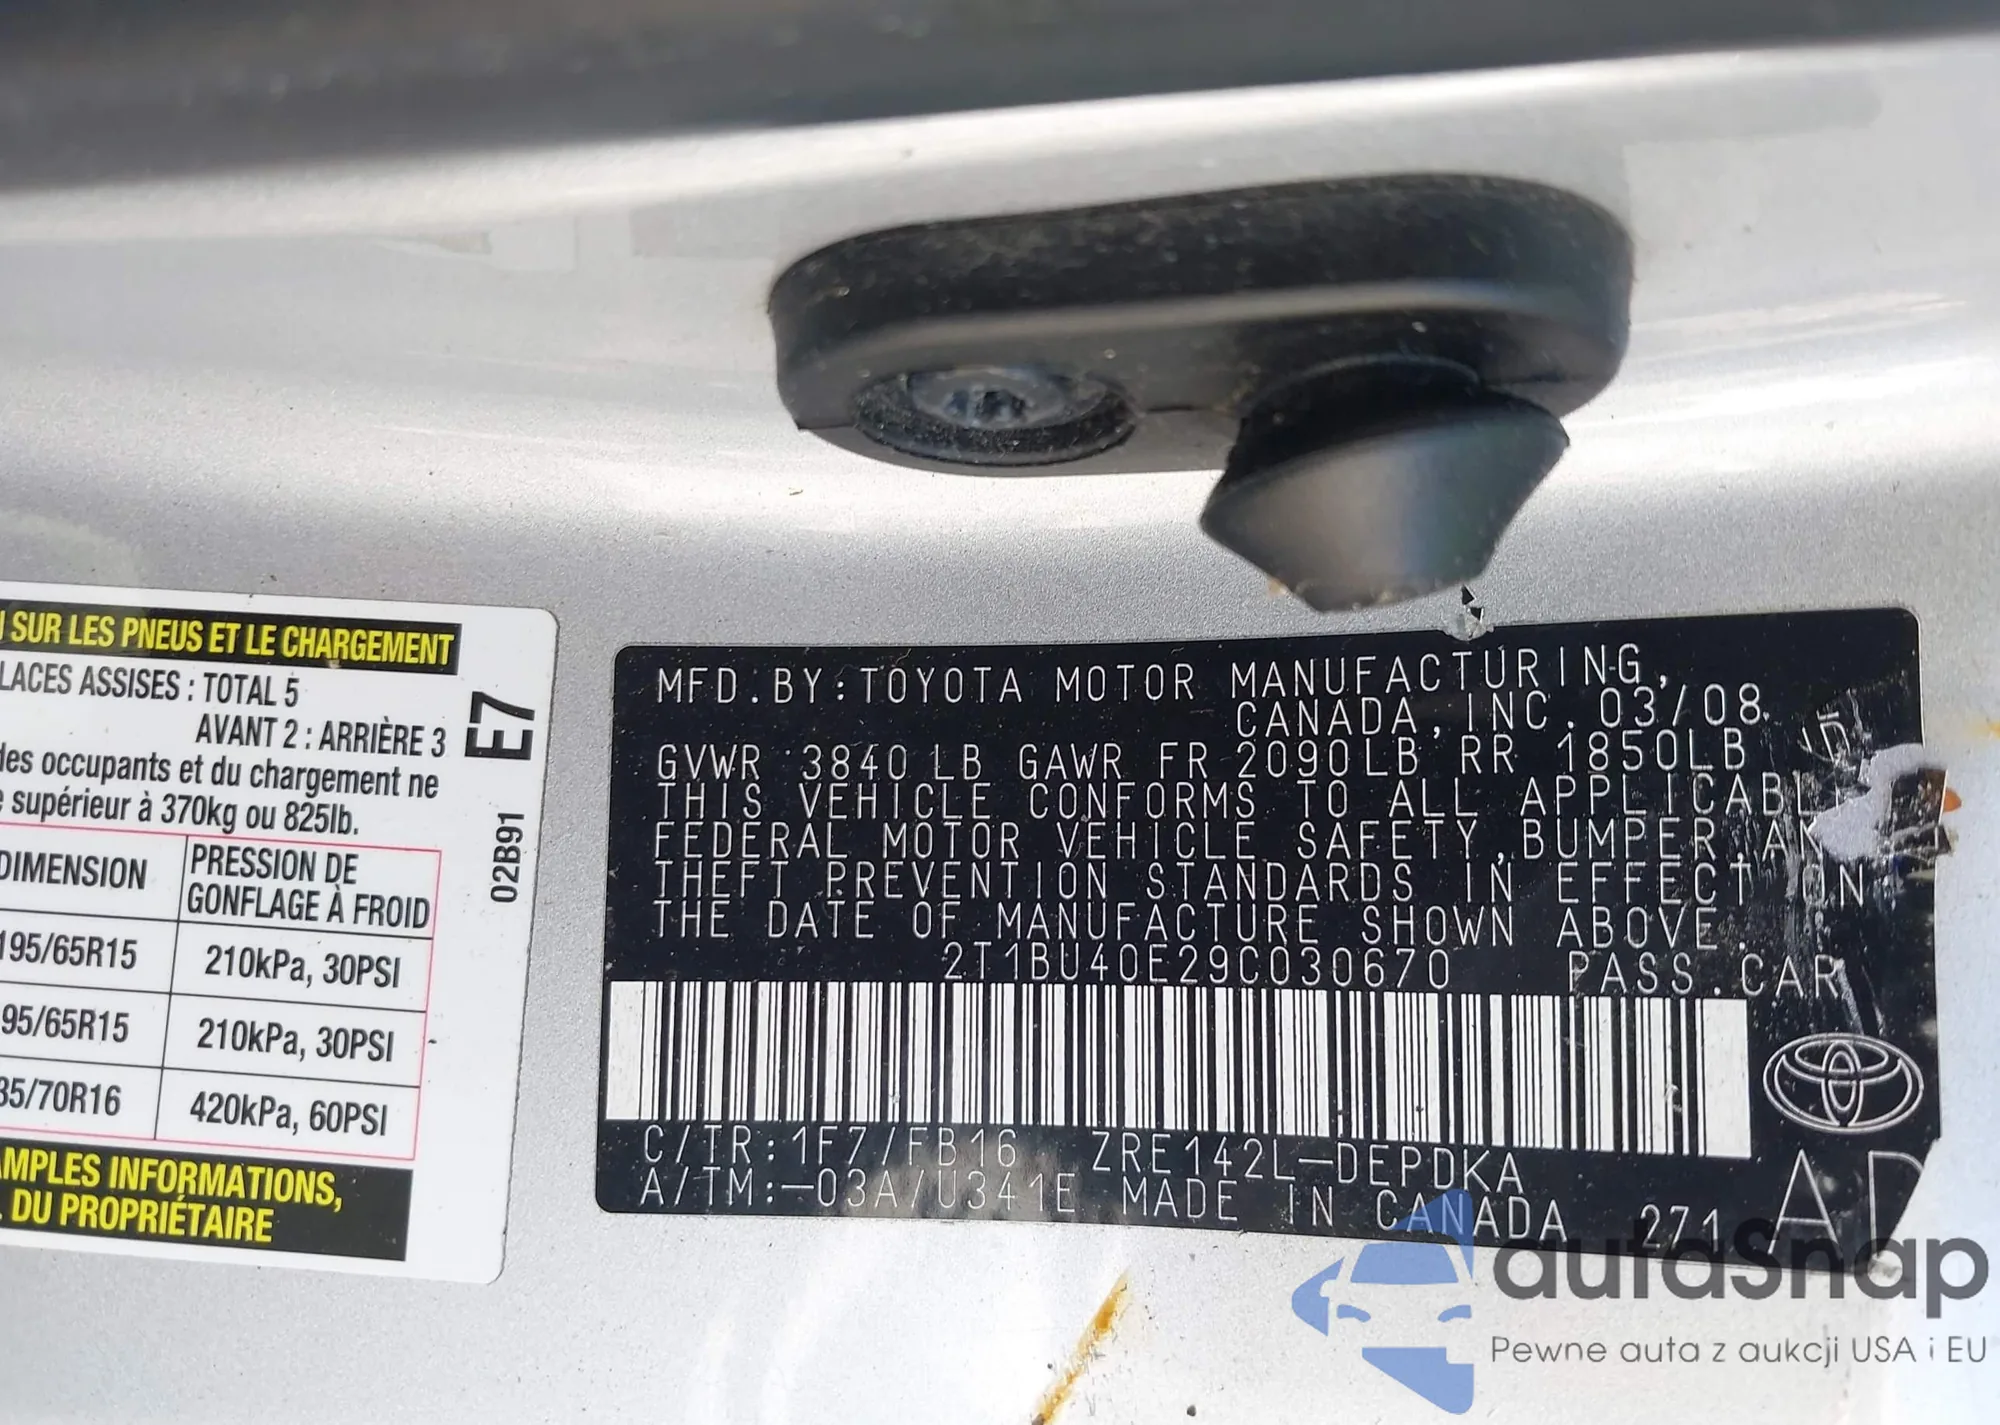 SUR LES PNEUS ET LE CHARGEMENT
LACES ASSISES : TOTAL 5
AVANT 2 : ARRIÈRE 3
des occupants et du chargement ne
supérieur à 370kg ou 825lb.
DIMENSION
PRESSION DE
GONFLAGE À FROID
195/65R15
210kPa, 30PSI
95/65R15
210kPa, 30PSI
35/70R16
420kPa, 60PSI
AMPLES INFORMATIONS,
DU PROPRIÉTAIRE
E7
02B91
MFD.BY:TOYOTA MOTOR MANUFACTURING,
CANADA, INC. 03/08
GVWR 3840 LB GAWR FR 2090LB RR 1850LB
THIS VEHICLE CONFORMS TO ALL APPLICABL
FEDERAL MOTOR VEHICLE SAFETY, BUMPER, AN
THEFT PREVENTION STANDARDS IN EFFECT ON
THE DATE OF MANUFACTURE SHOWN ABOVE.
2T1BU40E29C030670 PASS.CAR
C/TR:1F7/FB16 ZRE142L-DEPDKA
A/TM:-03A/U341E MADE IN CANADA 271
AD
autaSnap
Pewne auta z aukcji USA i EU